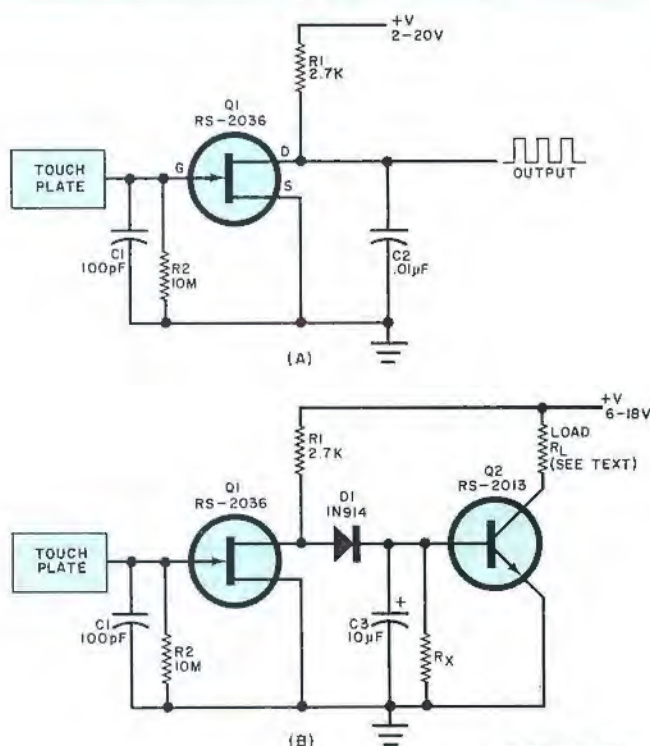 +V
2-20V
R1
2.7K
Q1
RS-2036
TOUCH
PLATE
G
D
S
OUTPUT
C1
100pF
R2
10M
C2
.01µF
(A)
+V
6-18V
R1
2.7K
LOAD
RL
(SEE TEXT)
Q2
RS-2013
Q1
RS-2036
D1
1N914
TOUCH
PLATE
C1
100pF
R2
10M
C3
10µF
+
RX
(B)